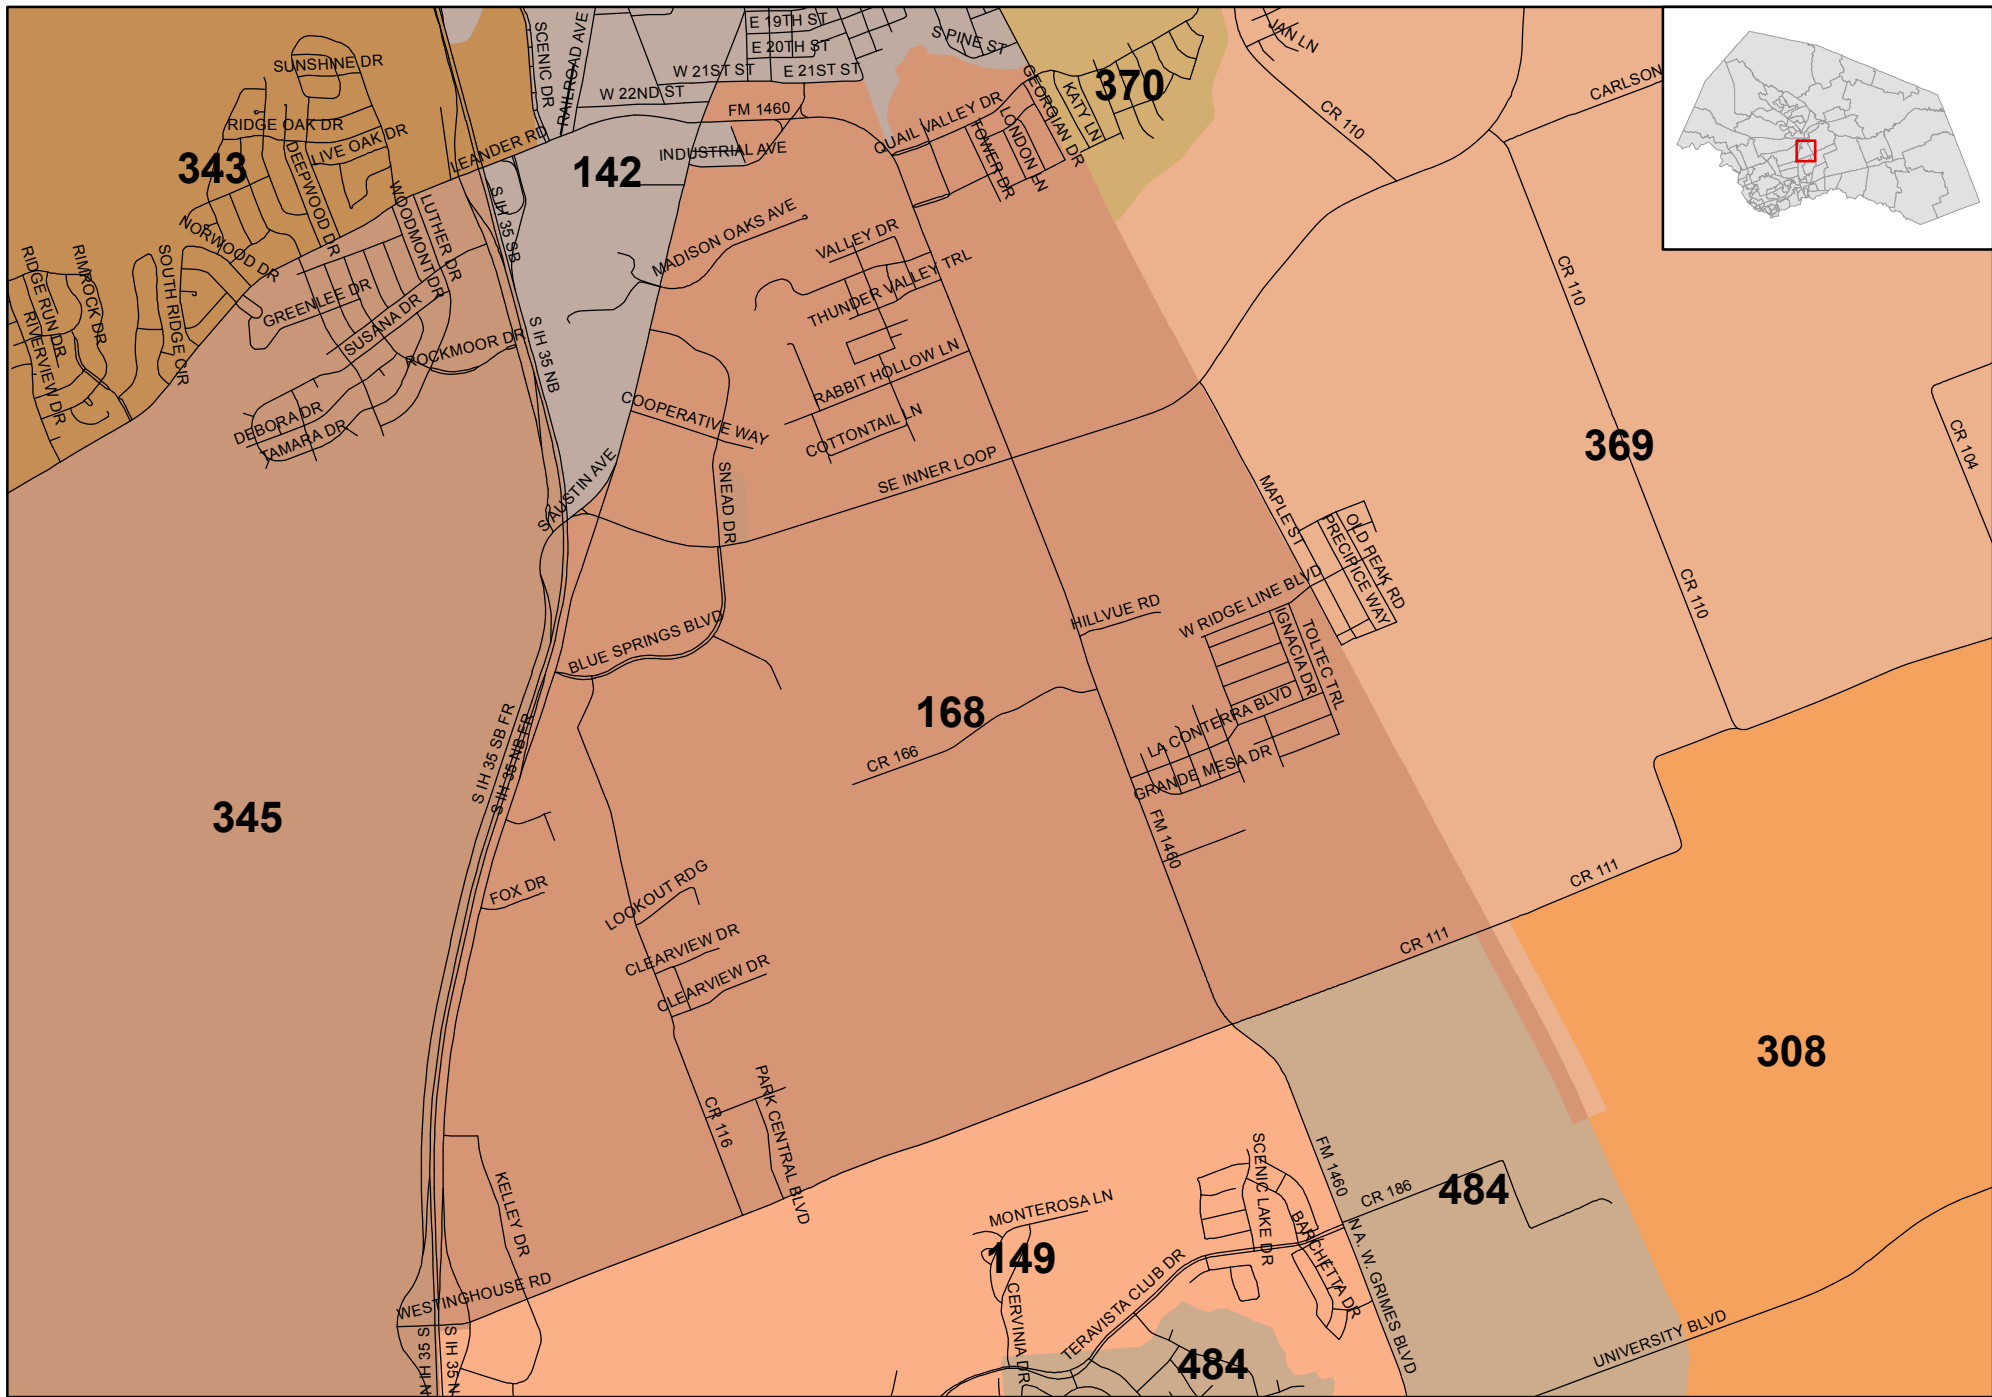 E 19TH ST
SCENIC DR
RAILROAD AVE
E 20TH ST
S PINE ST
JAN LN
SUNSHINE DR
W 21ST ST
E 21ST ST
370
CARLSON
W 22ND ST
FM 1460
GEORGIAN DR
KATY LN
CR 110
RIDGE OAK DR
LIVE OAK DR
DEEPWOOD DR
343
LEANDER RD
142
INDUSTRIAL AVE
QUAIL VALLEY DR
TOWER DR
LONDON LN
WOODMONT DR
LUTHER DR
S IH 35 SB
NORWOOD DR
MADISON OAKS AVE
VALLEY DR
RIDGE RUN DR
RIMROCK DR
SOUTH RIDGE CIR
RIVERVIEW DR
GREENLEE DR
SUSANA DR
ROCKMOOR DR
S IH 35 NB
THUNDER VALLEY TRL
CR 110
RABBIT HOLLOW LN
COOPERATIVE WAY
COTTONTAIL LN
DEBORA DR
TAMARA DR
369
CR 104
S AUSTIN AVE
SNEAD DR
SE INNER LOOP
MAPLE ST
OLD PEAK RD
PRECIPICE WAY
CR 110
HILLVUE RD
W RIDGE LINE BLVD
IGNACIA DR
TOLTEC TRL
BLUE SPRINGS BLVD
168
S IH 35 SB FR
S IH 35 NB FR
CR 166
LA CONTERRA BLVD
GRANDE MESA DR
345
FM 1460
LOOKOUT RDG
FOX DR
CR 111
CLEARVIEW DR
CR 111
CLEARVIEW DR
308
PARK CENTRAL BLVD
CR 116
KELLEY DR
SCENIC LAKE DR
FM 1460
CR 186
484
MONTEROSA LN
149
BARCHETTA DR
N A. W. GRIMES BLVD
WESTINGHOUSE RD
CERVINIA DR
TERAVISTA CLUB DR
N IH 35 S
S IH 35 N
484
UNIVERSITY BLVD